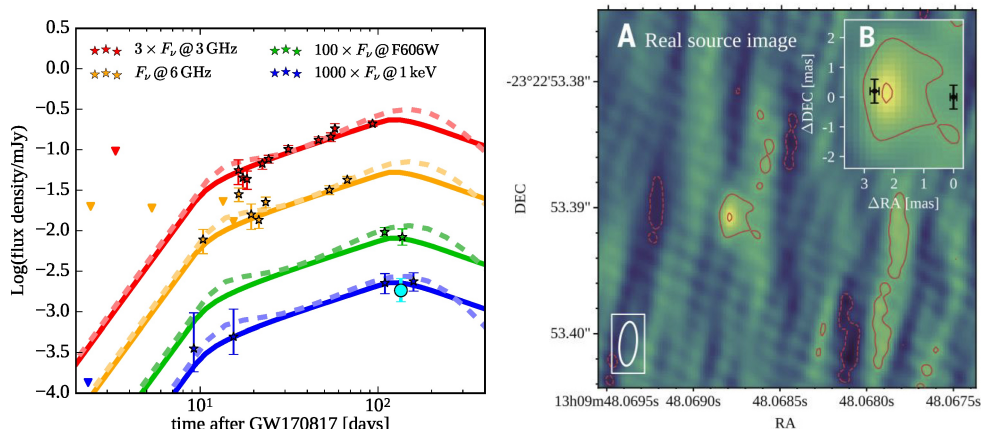 0.5
0.0
−0.5
−1.0
−1.5
−2.0
−2.5
−3.0
−3.5
−4.0
Log(flux density/mJy)
3 × Fν @ 3 GHz
Fν @ 6 GHz
100 × Fν @ F606W
1000 × Fν @ 1 keV
10¹
10²
time after GW170817 [days]
A Real source image
B
-23°22'53.38"
53.39"
53.40"
DEC
2
1
0
-1
-2
ΔDEC [mas]
3 2 1 0
ΔRA [mas]
13h09m48.0695s 48.0690s 48.0685s 48.0680s 48.0675s
RA